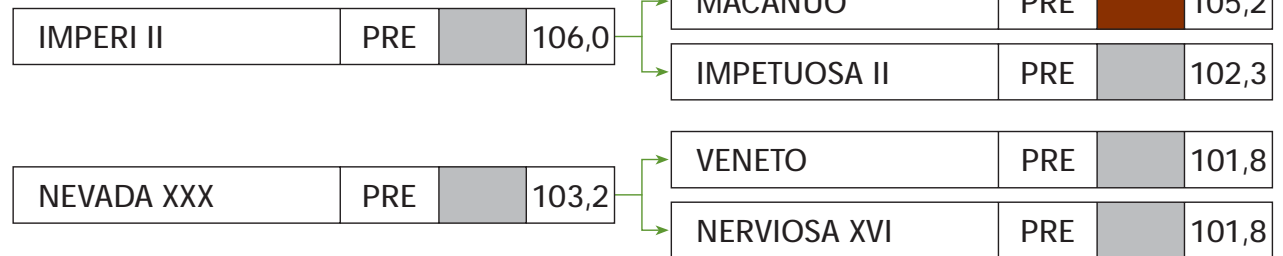 MACANUO PRE 105,2
IMPERI II PRE 106,0
IMPETUOSA II PRE 102,3
VENETO PRE 101,8
NEVADA XXX PRE 103,2
NERVIOSA XVI PRE 101,8